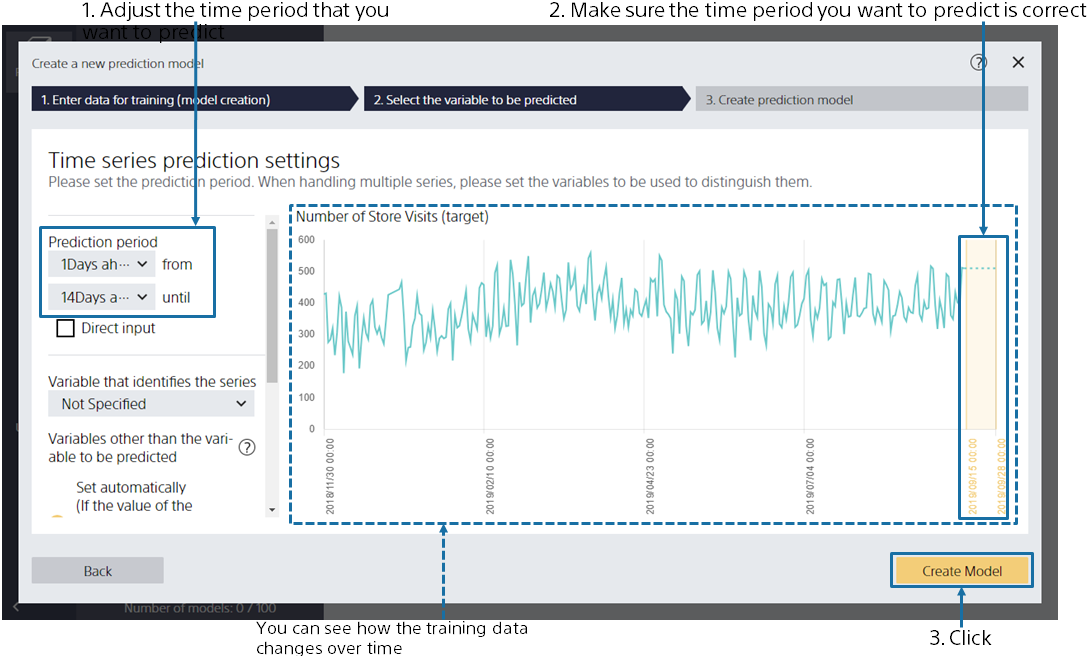 1. Adjust the time period that you
want to predict
2. Make sure the time period you want to predict is correct
Create a new prediction model
?
1. Enter data for training (model creation)
2. Select the variable to be predicted
3. Create prediction model
Time series prediction settings
Please set the prediction period. When handling multiple series, please set the variables to be used to distinguish them.
Prediction period
1Days ah··· from
14Days a··· until
Direct input
Variable that identifies the series
Not Specified
Variables other than the vari-
able to be predicted
?
Set automatically
(If the value of the
Number of Store Visits (target)
600
500
400
300
200
100
0
2018/11/30 00:00
2019/02/10 00:00
2019/04/23 00:00
2019/07/04 00:00
2019/09/15 00:00
2019/09/28 00:00
Back
Create Model
Number of models: 0 / 100
You can see how the training data
changes over time
3. Click